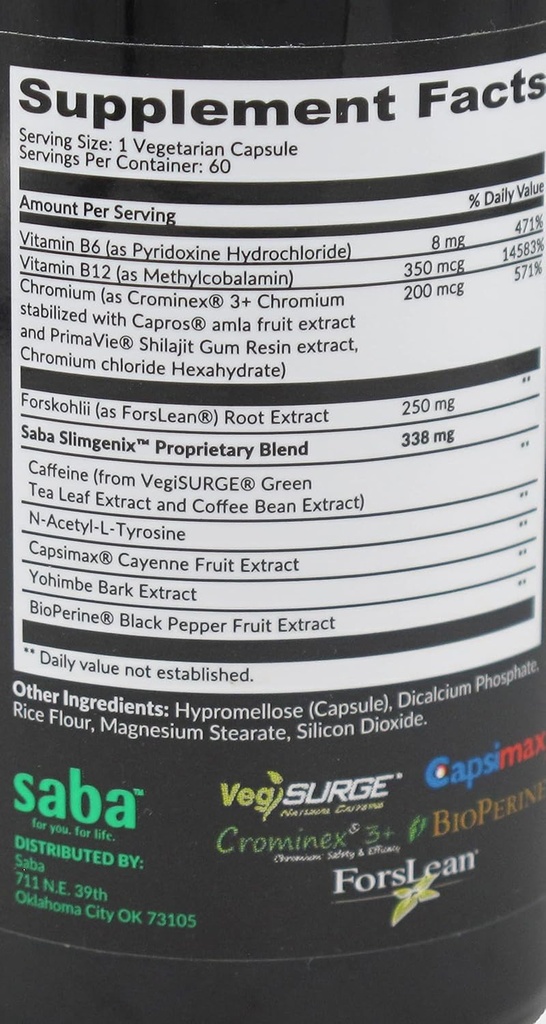 Supplement Facts
Serving Size: 1 Vegetarian Capsule
Servings Per Container: 60
Amount Per Serving % Daily Value
Vitamin B6 (as Pyridoxine Hydrochloride) 8 mg 471%
Vitamin B12 (as Methylcobalamin) 350 mcg 14583%
Chromium (as Crominex® 3+ Chromium 200 mcg 571%
stabilized with Capros® amla fruit extract
and PrimaVie® Shilajit Gum Resin extract,
Chromium chloride Hexahydrate)
Forskohlii (as ForsLean®) Root Extract 250 mg **
Saba Slimgenix™ Proprietary Blend 338 mg
Caffeine (from VegiSURGE® Green **
Tea Leaf Extract and Coffee Bean Extract)
N-Acetyl-L-Tyrosine **
Capsimax® Cayenne Fruit Extract **
Yohimbe Bark Extract **
BioPerine® Black Pepper Fruit Extract **
** Daily value not established.
Other Ingredients: Hypromellose (Capsule), Dicalcium Phosphate,
Rice Flour, Magnesium Stearate, Silicon Dioxide.
saba™
for you. for life.
DISTRIBUTED BY:
Saba
711 N.E. 39th
Oklahoma City OK 73105
VegiSURGE®
Natural Caffeine
Capsimax
Crominex® 3+
Chromium Safety & Efficacy
BIOPERINE
ForsLean®